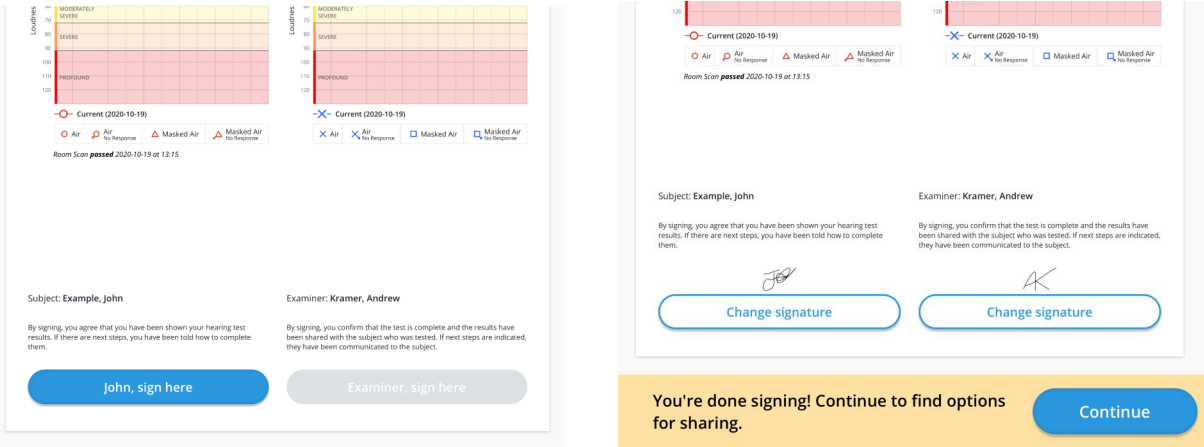 Loudnes
60
MODERATELY
SEVERE
70
80
SEVERE
90
100
110
PROFOUND
120
Current (2020-10-19)
Air
Air
No Response
Masked Air
Masked Air
No Response
Room Scan passed 2020-10-19 at 13:15
Loudnes
60
MODERATELY
SEVERE
70
80
SEVERE
90
100
110
PROFOUND
120
Current (2020-10-19)
Air
Air
No Response
Masked Air
Masked Air
No Response
Subject: Example, John
By signing, you agree that you have been shown your hearing test
results. If there are next steps, you have been told how to complete
them.
John, sign here
Examiner: Kramer, Andrew
By signing, you confirm that the test is complete and the results have
been shared with the subject who was tested. If next steps are indicated,
they have been communicated to the subject.
Examiner, sign here
120
Current (2020-10-19)
Air
Air
No Response
Masked Air
Masked Air
No Response
Room Scan passed 2020-10-19 at 13:15
120
Current (2020-10-19)
Air
Air
No Response
Masked Air
Masked Air
No Response
Subject: Example, John
By signing, you agree that you have been shown your hearing test
results. If there are next steps, you have been told how to complete
them.
Change signature
Examiner: Kramer, Andrew
By signing, you confirm that the test is complete and the results have
been shared with the subject who was tested. If next steps are indicated,
they have been communicated to the subject.
AK
Change signature
You're done signing! Continue to find options
for sharing.
Continue